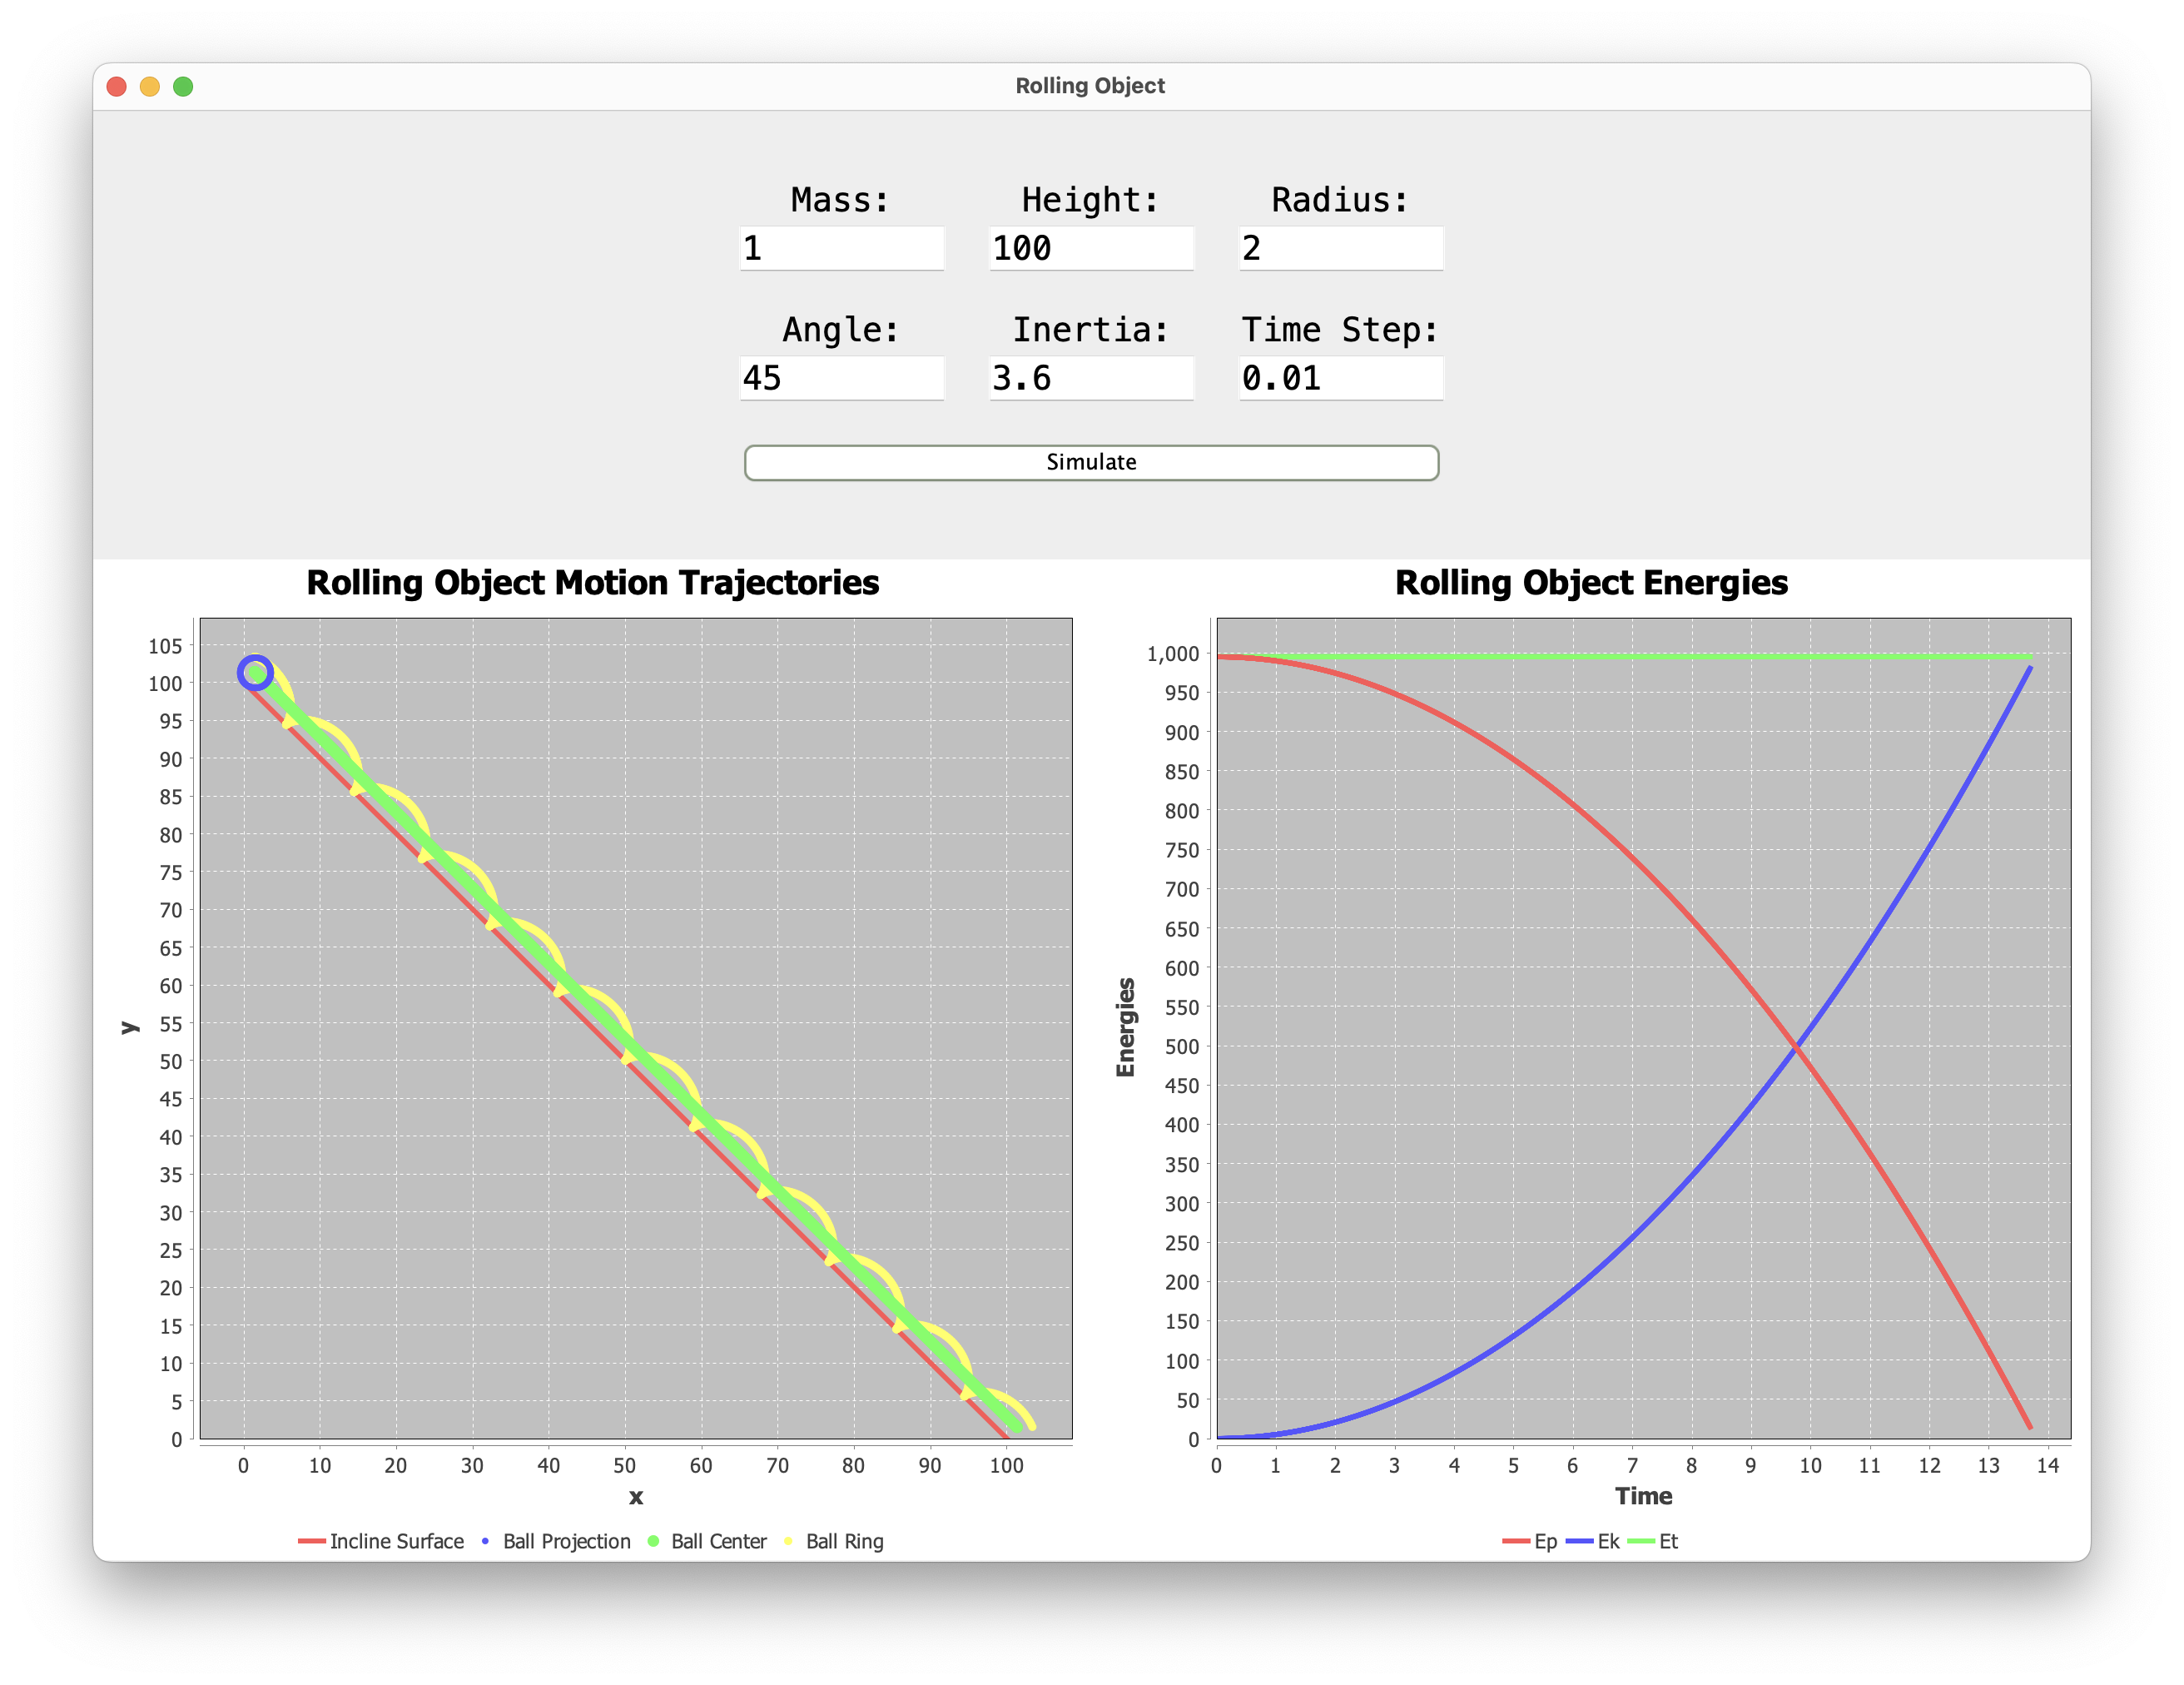 Rolling Object
Mass: Height: Radius:
1 100 2
Angle: Inertia: Time Step:
45 3.6 0.01
Simulate
Rolling Object Motion Trajectories
105
100
95
90
85
80
75
70
65
60
55
50
45
40
35
30
25
20
15
10
5
0
y
0 10 20 30 40 50 60 70 80 90 100
x
Incline Surface Ball Projection Ball Center Ball Ring
Rolling Object Energies
1,000
950
900
850
800
750
700
650
600
550
500
450
400
350
300
250
200
150
100
50
0
Energies
0 1 2 3 4 5 6 7 8 9 10 11 12 13 14
Time
Ep Ek Et